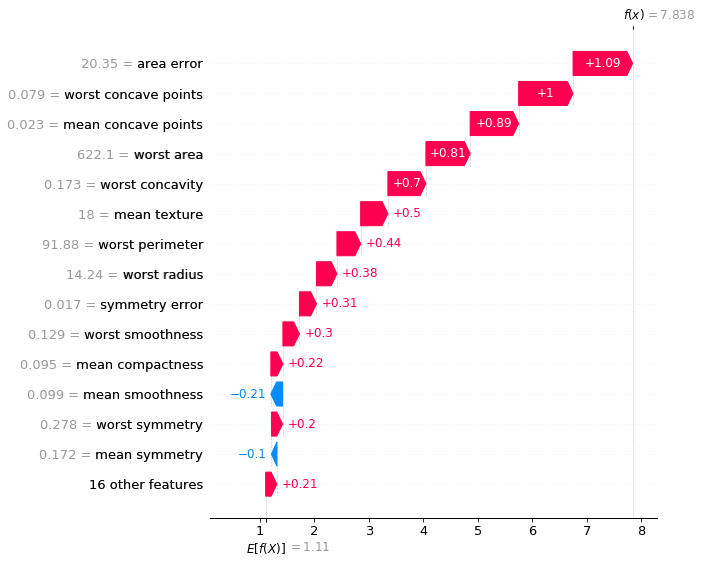 f(x) = 7.838
20.35 = area error +1.09
0.079 = worst concave points +1
0.023 = mean concave points +0.89
622.1 = worst area +0.81
0.173 = worst concavity +0.7
18 = mean texture +0.5
91.88 = worst perimeter +0.44
14.24 = worst radius +0.38
0.017 = symmetry error +0.31
0.129 = worst smoothness +0.3
0.095 = mean compactness +0.22
0.099 = mean smoothness −0.21
0.278 = worst symmetry +0.2
0.172 = mean symmetry −0.1
16 other features +0.21
1 2 3 4 5 6 7 8
E[f(X)] = 1.11